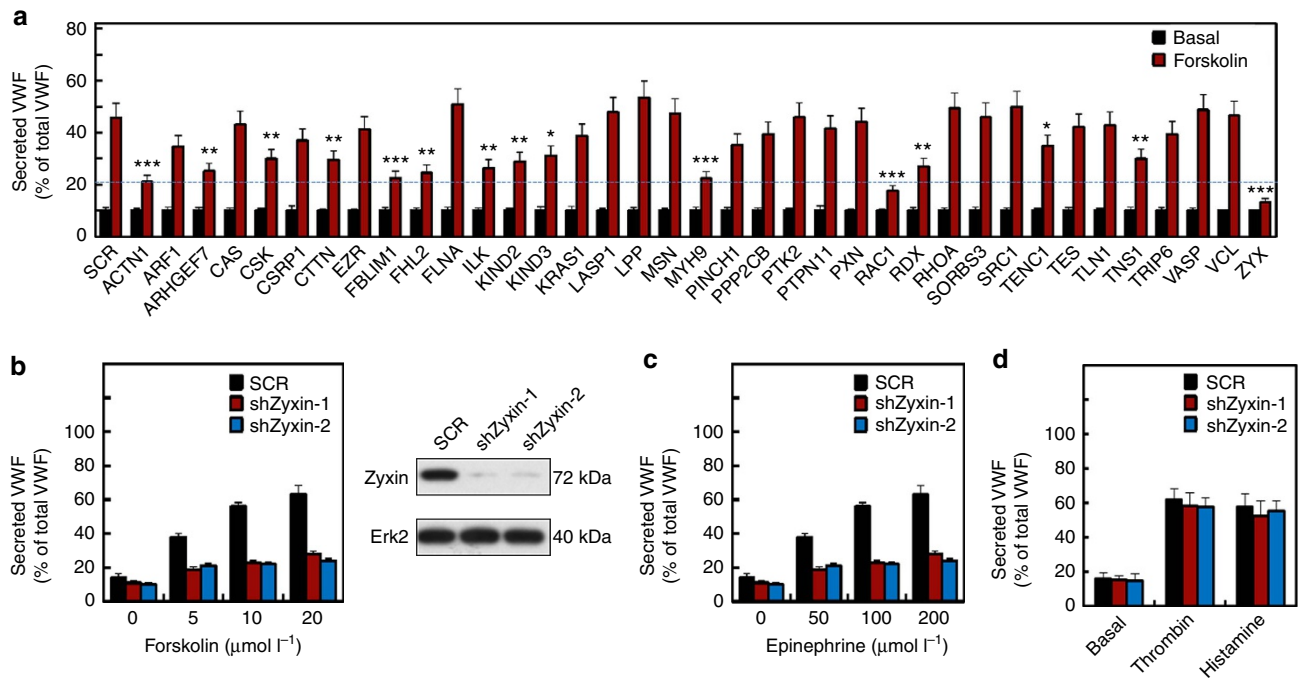 a
Secreted VWF
(% of total VWF)
80
60
40
20
0
Basal
Forskolin
*** ** ** ** *** ** ** ** * *** *** ** * ** ***
SCR ACTN1 ARF1 ARHGEF7 CAS CSK CSRP1 CTTN EZR FBLIM1 FHL2 FLNA ILK KIND2 KIND3 KRAS1 LASP1 LPP MSN MYH9 PINCH1 PPP2CB PTK2 PTPN11 PXN RAC1 RDX RHOA SORBS3 SRC1 TENC1 TES TLN1 TNS1 TRIP6 VASP VCL ZYX
b
Secreted VWF
(% of total VWF)
100
80
60
40
20
0
SCR
shZyxin-1
shZyxin-2
0 5 10 20
Forskolin (μmol l⁻¹)
SCR shZyxin-1 shZyxin-2
Zyxin 72 kDa
Erk2 40 kDa
c
Secreted VWF
(% of total VWF)
100
80
60
40
20
0
SCR
shZyxin-1
shZyxin-2
0 50 100 200
Epinephrine (μmol l⁻¹)
d
Secreted VWF
(% of total VWF)
100
80
60
40
20
0
SCR
shZyxin-1
shZyxin-2
Basal Thrombin Histamine